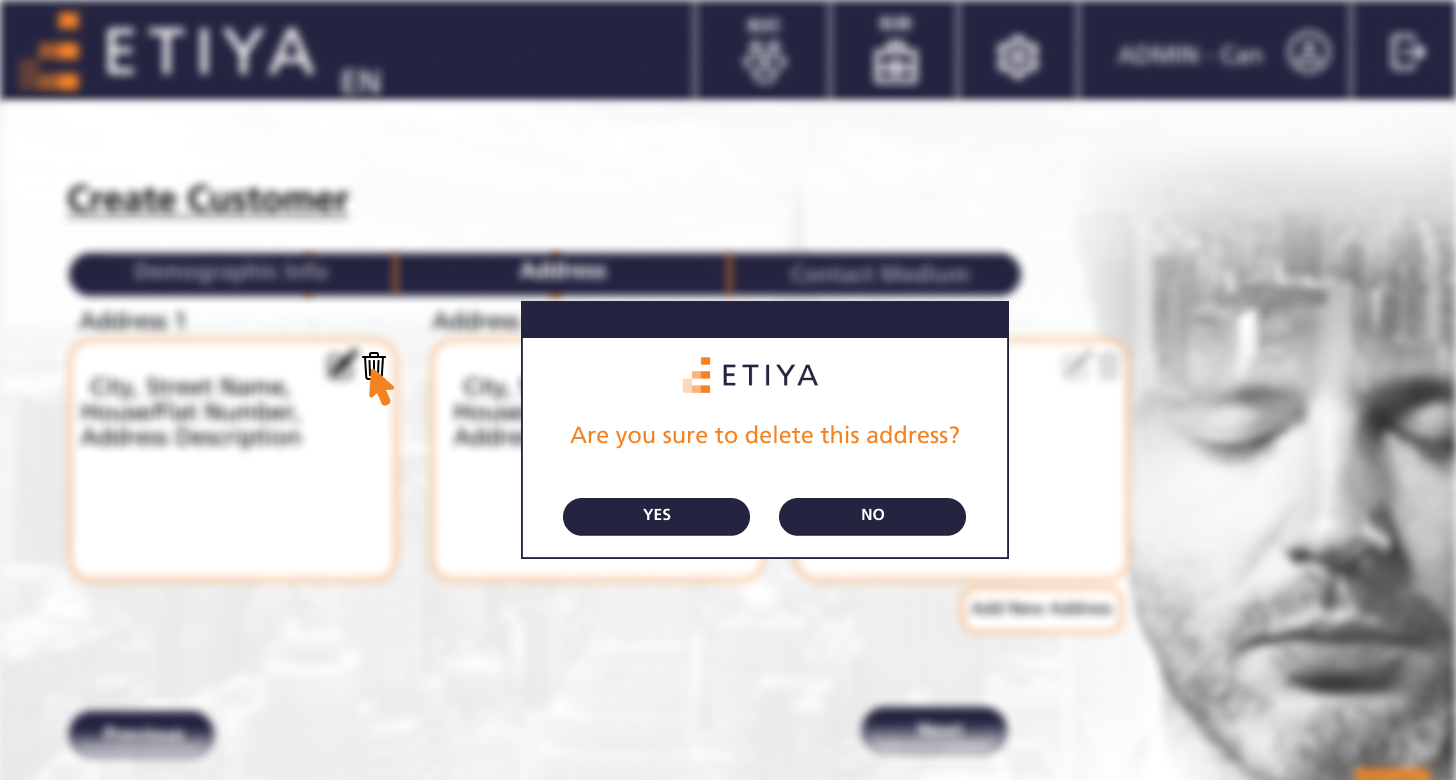 B2C
B2B
ETIYA
EN
ADMIN - Can
Create Customer
Demographic Info
Address
Contact Medium
Address 1
Address
City, Street Name,
House/Flat Number,
Address Description
City,
House
Addre
ETIYA
Are you sure to delete this address?
YES
NO
Add New Address
Previous
Next